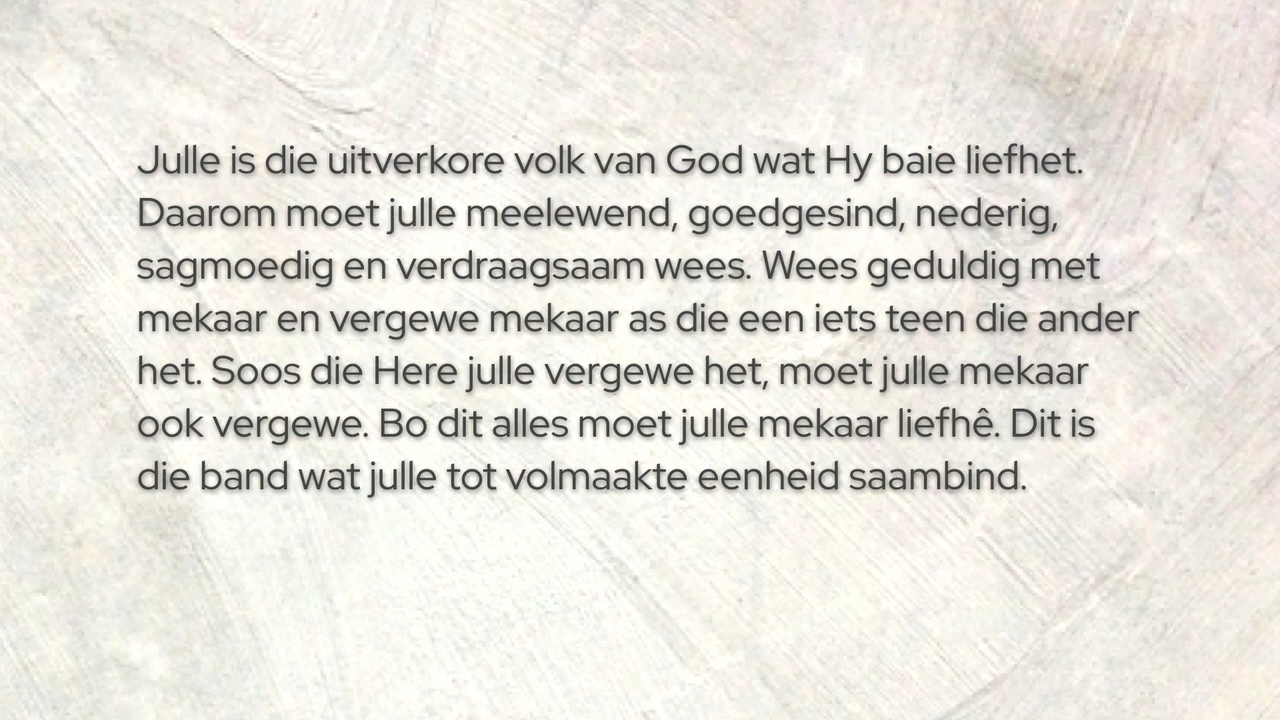 Julle is die uitverkore volk van God wat Hy baie liefhet.
Daarom moet julle meelewend, goedgesind, nederig,
sagmoedig en verdraagsaam wees. Wees geduldig met
mekaar en vergewe mekaar as die een iets teen die ander
het. Soos die Here julle vergewe het, moet julle mekaar
ook vergewe. Bo dit alles moet julle mekaar liefhê. Dit is
die band wat julle tot volmaakte eenheid saambind.